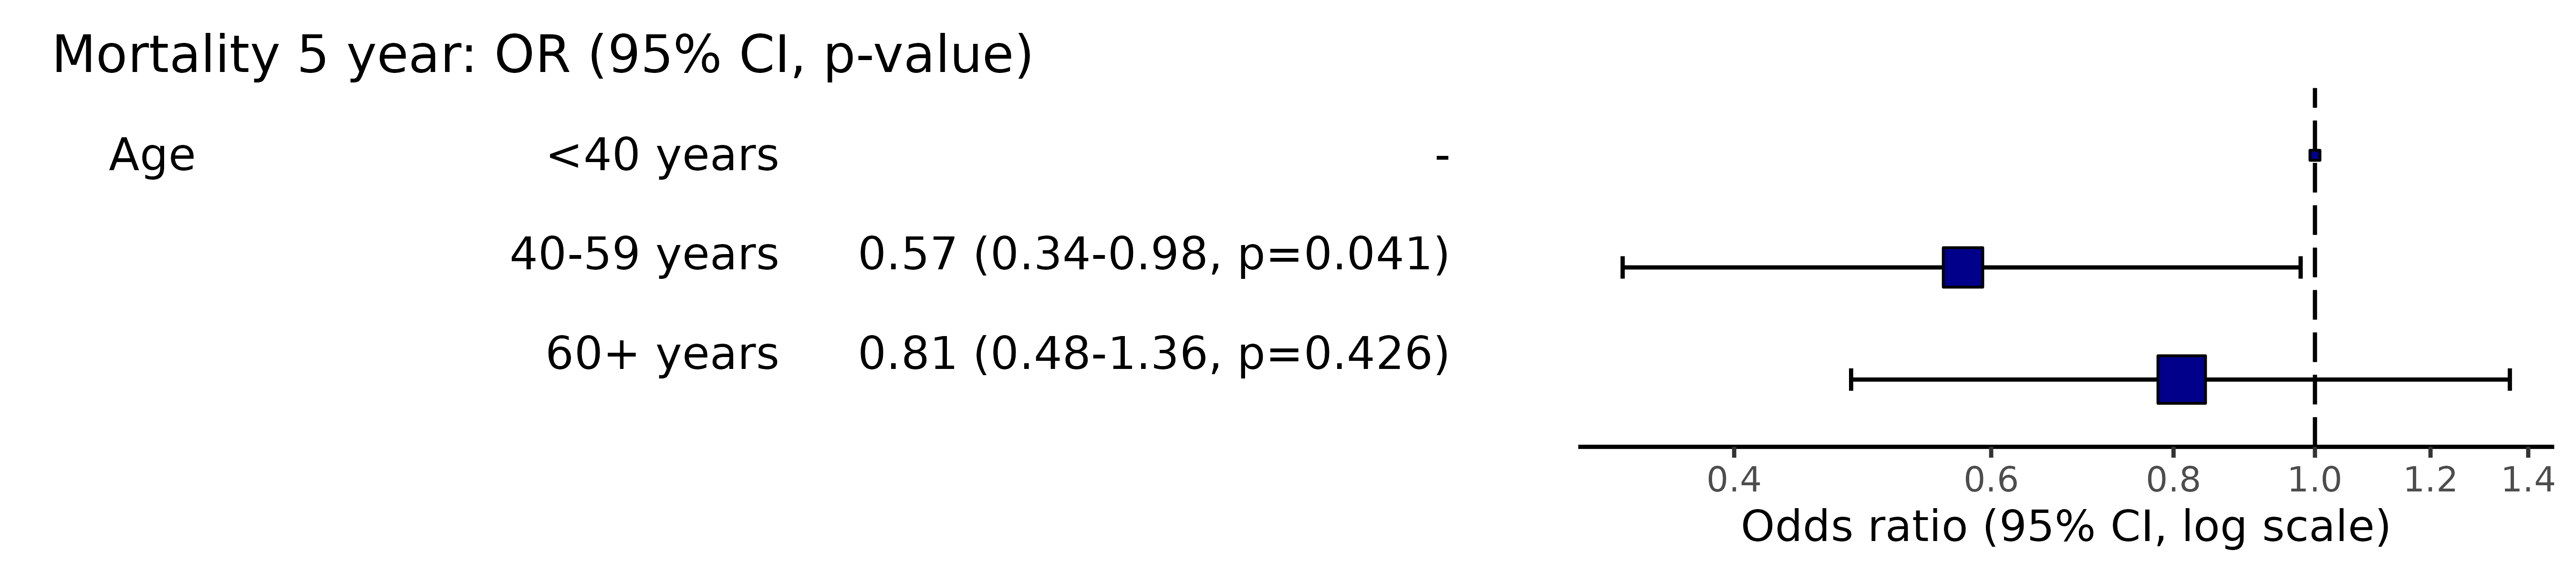 Mortality 5 year: OR (95% CI, p-value)
Age <40 years -
40-59 years 0.57 (0.34-0.98, p=0.041)
60+ years 0.81 (0.48-1.36, p=0.426)
0.4 0.6 0.8 1.0 1.2 1.4
Odds ratio (95% CI, log scale)